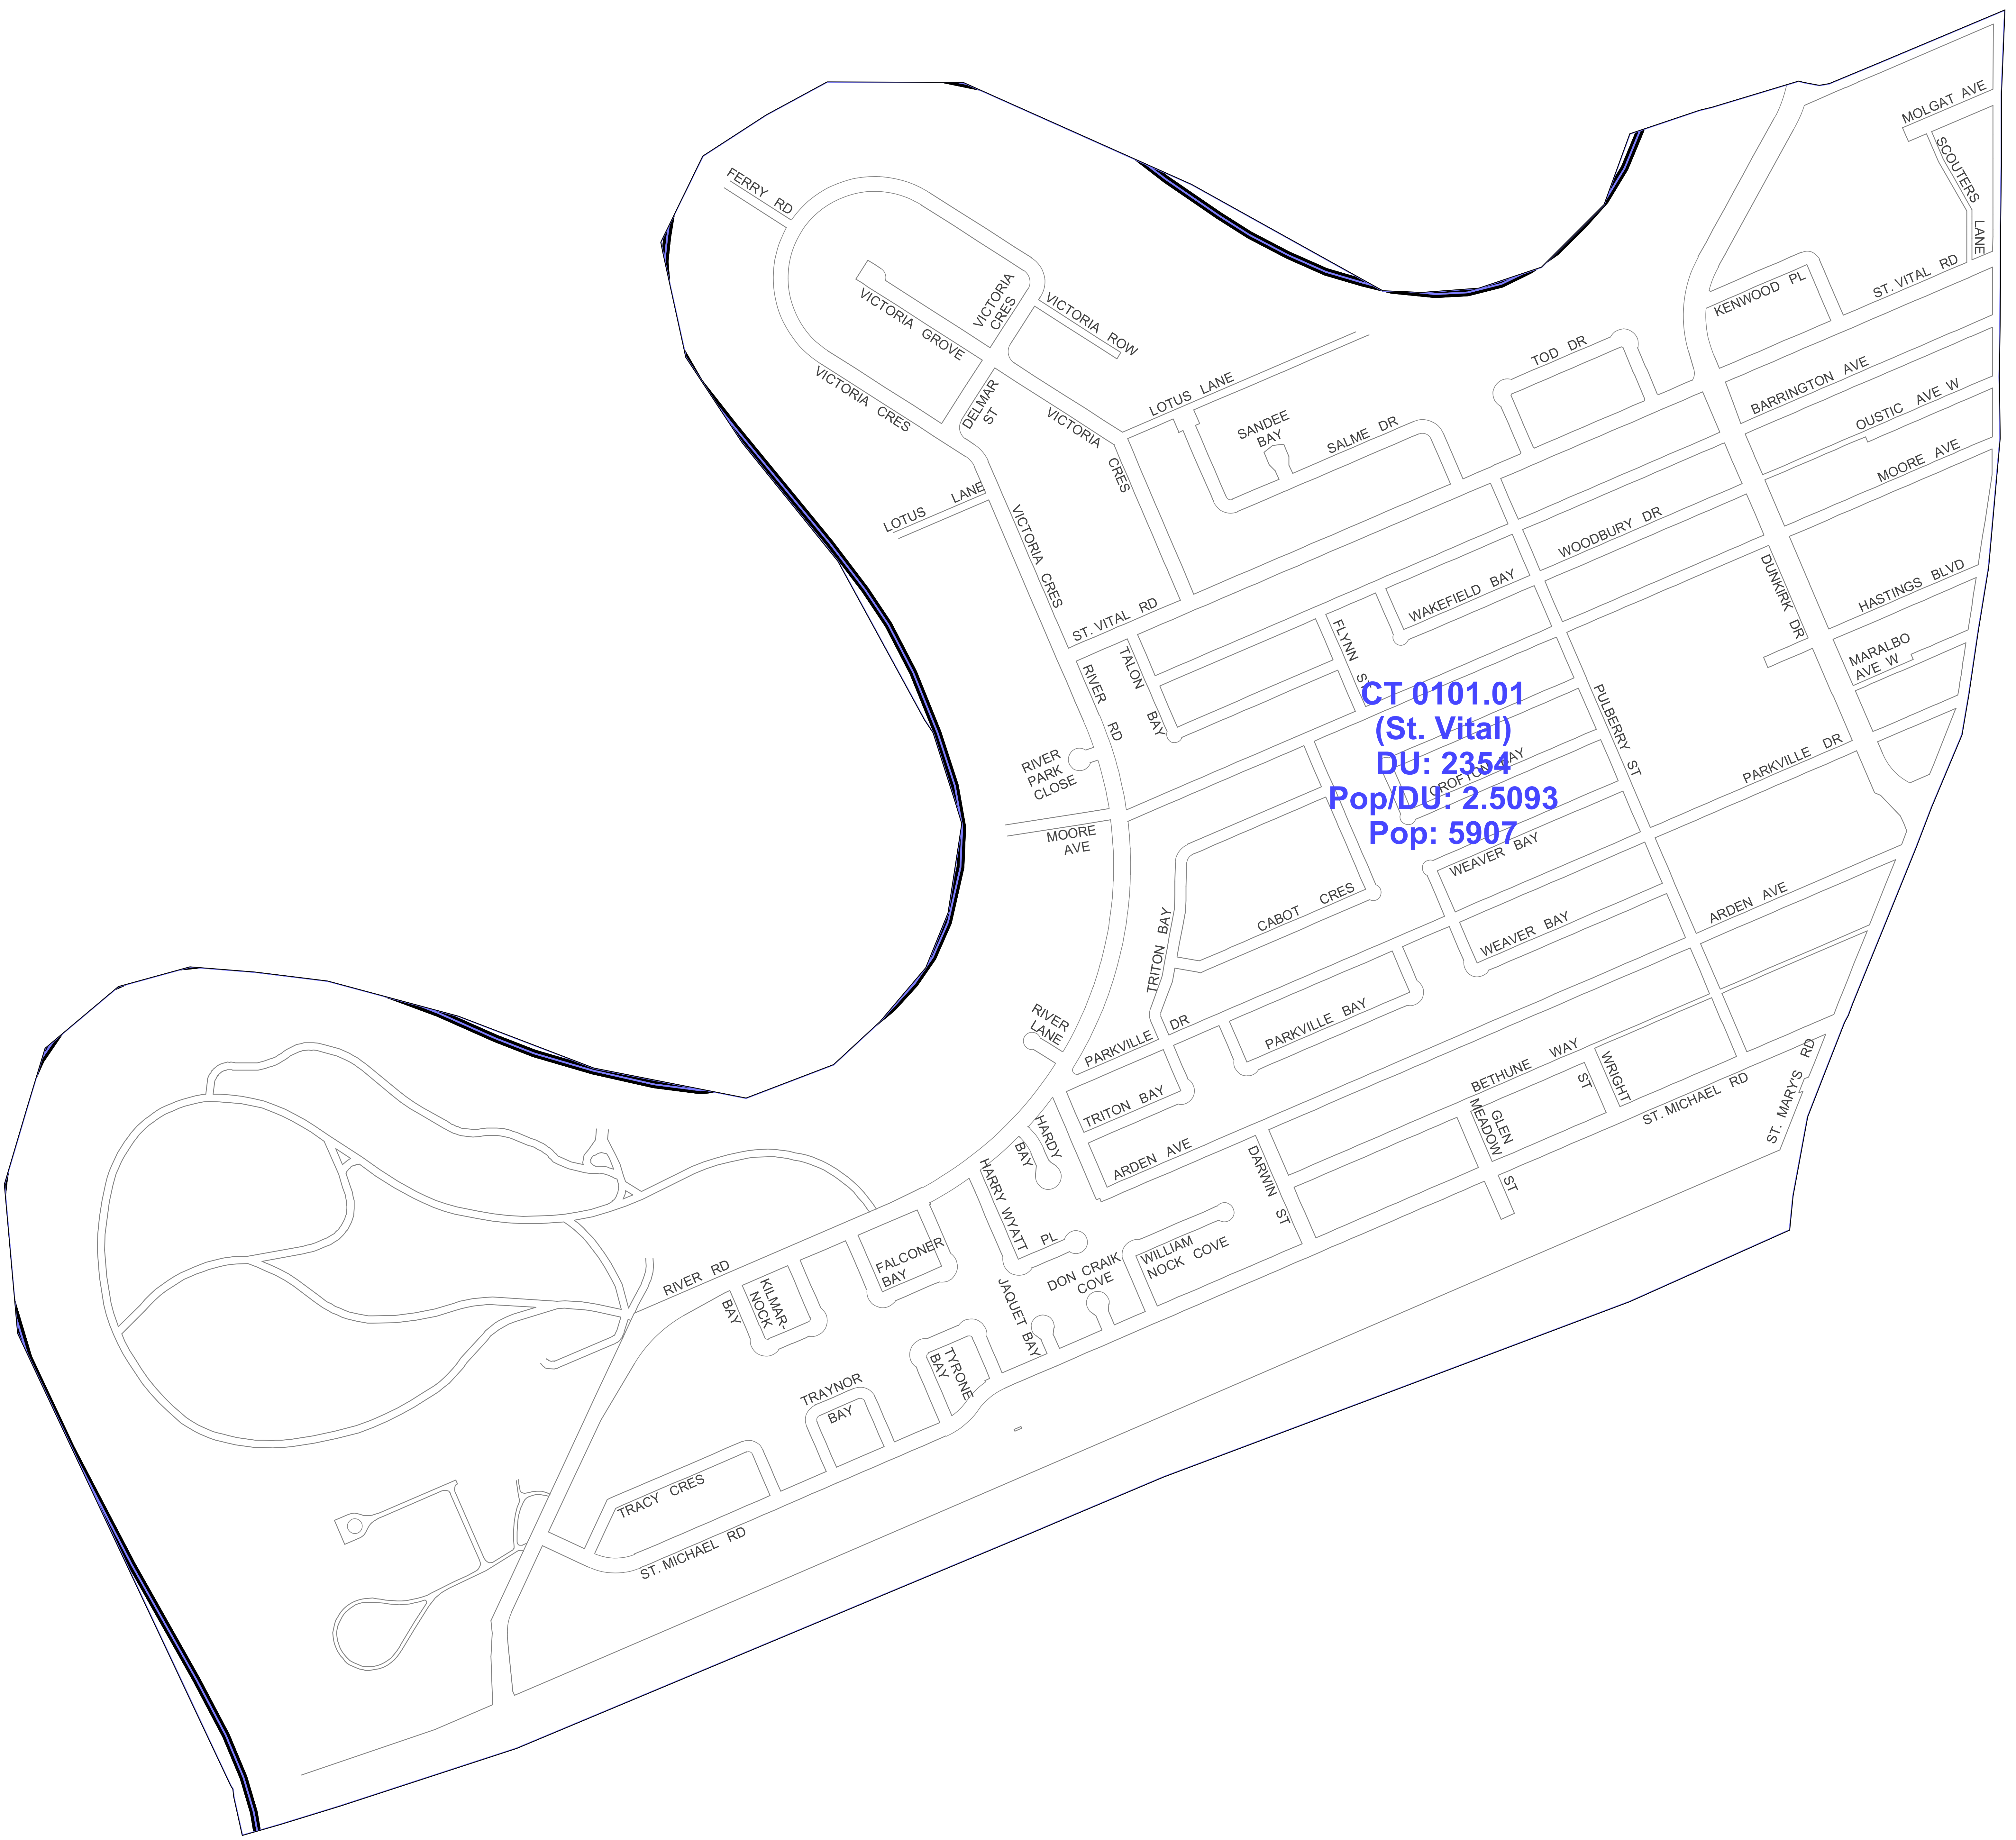 MOLGAT AVE
SCOUTERS
LANE
FERRY RD
VICTORIA GROVE
VICTORIA
CRES
VICTORIA ROW
VICTORIA CRES
DELMAR
ST
VICTORIA
CRES
LOTUS LANE
SANDEE
BAY
SALME DR
TOD DR
KENWOOD PL
ST. VITAL RD
BARRINGTON AVE
OUSTIC AVE W
MOORE AVE
LOTUS LANE
VICTORIA CRES
WOODBURY DR
WAKEFIELD BAY
DUNKIRK DR
HASTINGS BLVD
MARALBO
AVE W
ST. VITAL RD
FLYNN ST
TALON BAY
RIVER RD
RIVER
PARK
CLOSE
MOORE
AVE
CT 0101.01
(St. Vital)
DU: 2354
Pop/DU: 2.5093
Pop: 5907
CROFTON BAY
PULBERRY ST
PARKVILLE DR
WEAVER BAY
CABOT CRES
ARDEN AVE
WEAVER BAY
TRITON BAY
RIVER
LANE
PARKVILLE DR
PARKVILLE BAY
TRITON BAY
BETHUNE WAY
WRIGHT
ST
ST. MICHAEL RD
ST. MARY'S RD
GLEN
MEADOW
ST
HARDY
BAY
ARDEN AVE
DARWIN ST
HARRY WYATT
PL
WILLIAM
NOCK COVE
DON CRAIK
COVE
FALCONER
BAY
RIVER RD
KILMAR-
NOCK
BAY
JAQUET BAY
TYRONE
BAY
TRAYNOR
BAY
TRACY CRES
ST. MICHAEL RD